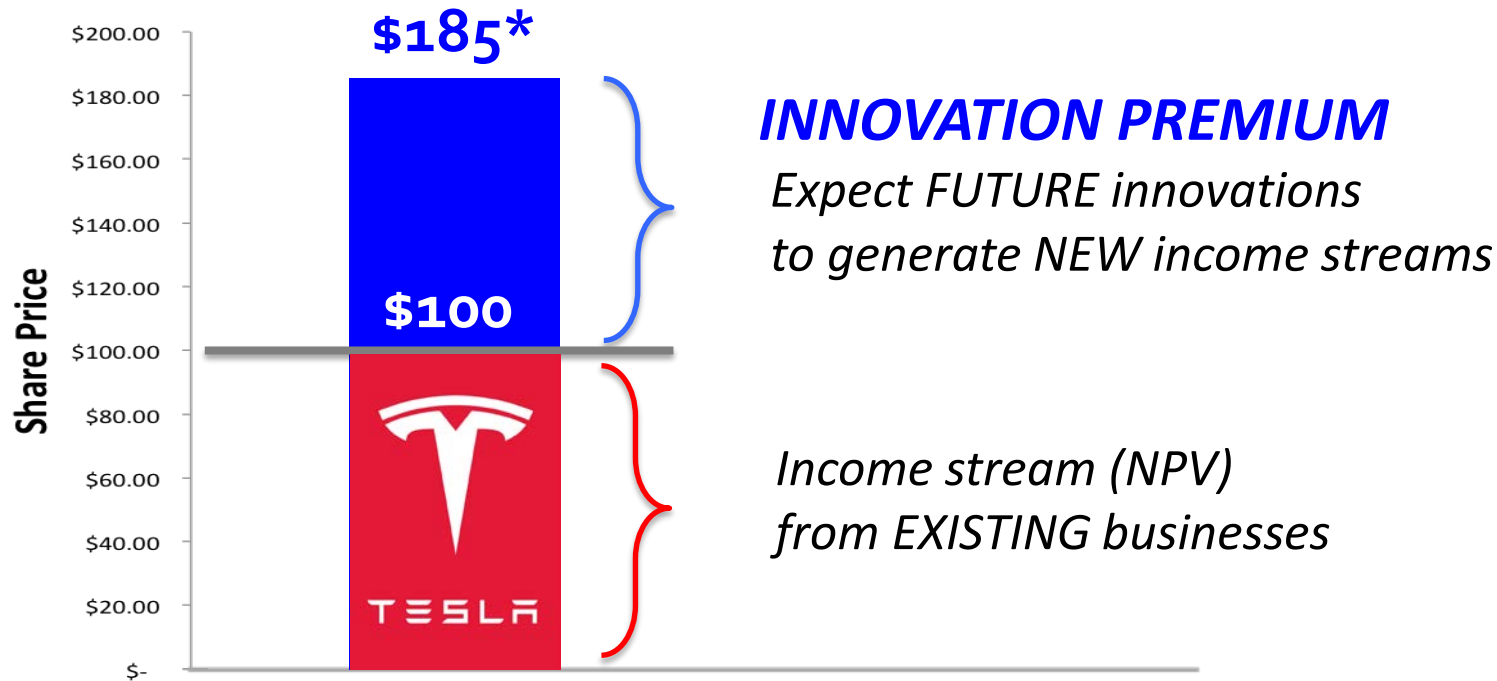 $185*
$200.00
$180.00
$160.00
$140.00
$120.00
$100.00
$80.00
$60.00
$40.00
$20.00
$-
Share Price
$100
TESLA
INNOVATION PREMIUM
Expect FUTURE innovations
to generate NEW income streams
Income stream (NPV)
from EXISTING businesses